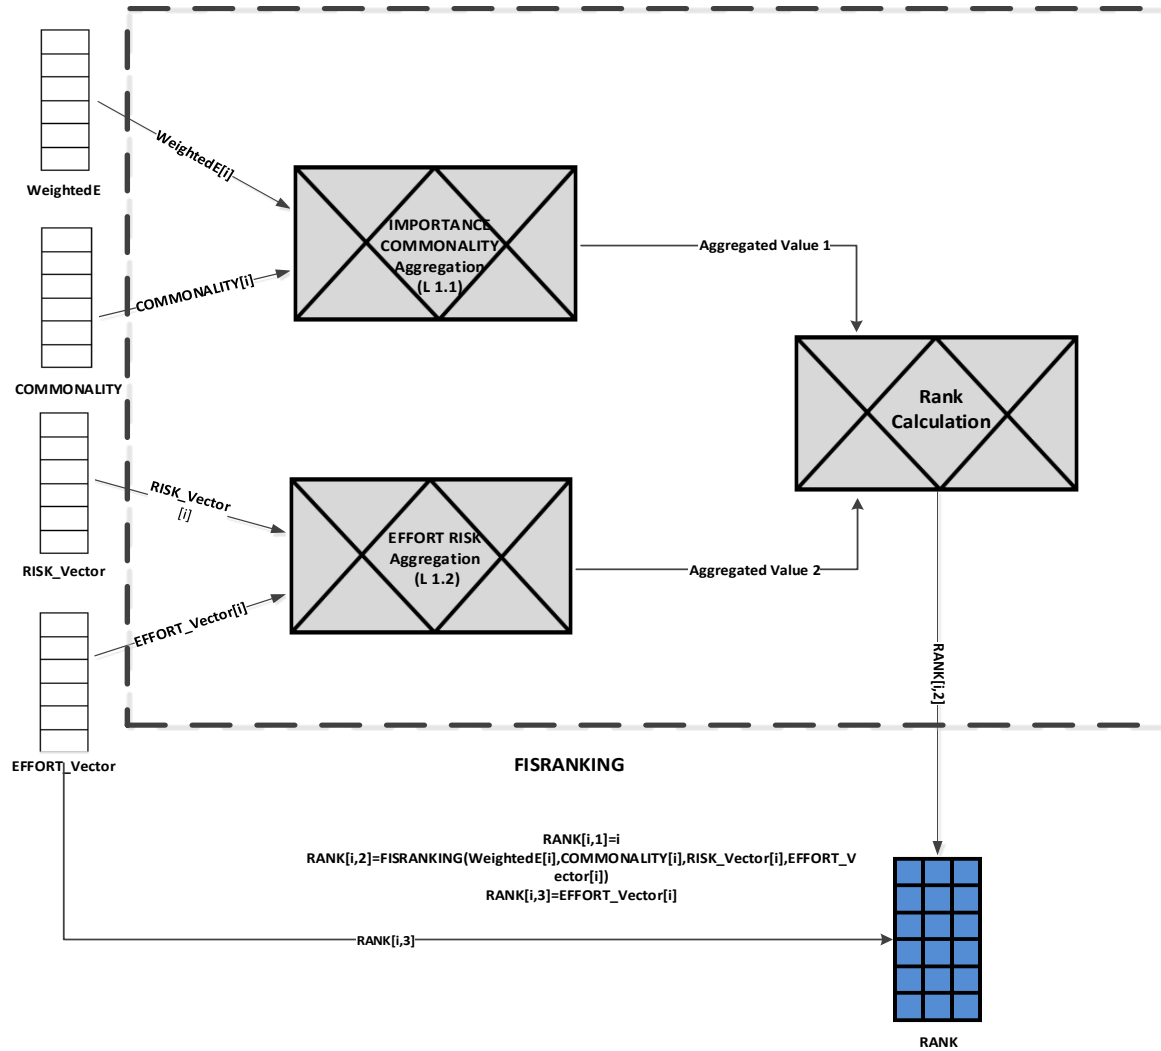 WeightedE
WeightedE[i]
COMMONALITY
COMMONALITY[i]
IMPORTANCE
COMMONALITY
Aggregation
(L 1.1)
Aggregated Value 1
Rank
Calculation
RISK_Vector
RISK_Vector
[i]
EFFORT RISK
Aggregation
(L 1.2)
Aggregated Value 2
EFFORT_Vector
EFFORT_Vector[i]
RANK[i,2]
FISRANKING
RANK[i,1]=i
RANK[i,2]=FISRANKING(WeightedE[i],COMMONALITY[i],RISK_Vector[i],EFFORT_V
ector[i])
RANK[i,3]=EFFORT_Vector[i]
RANK[i,3]
RANK